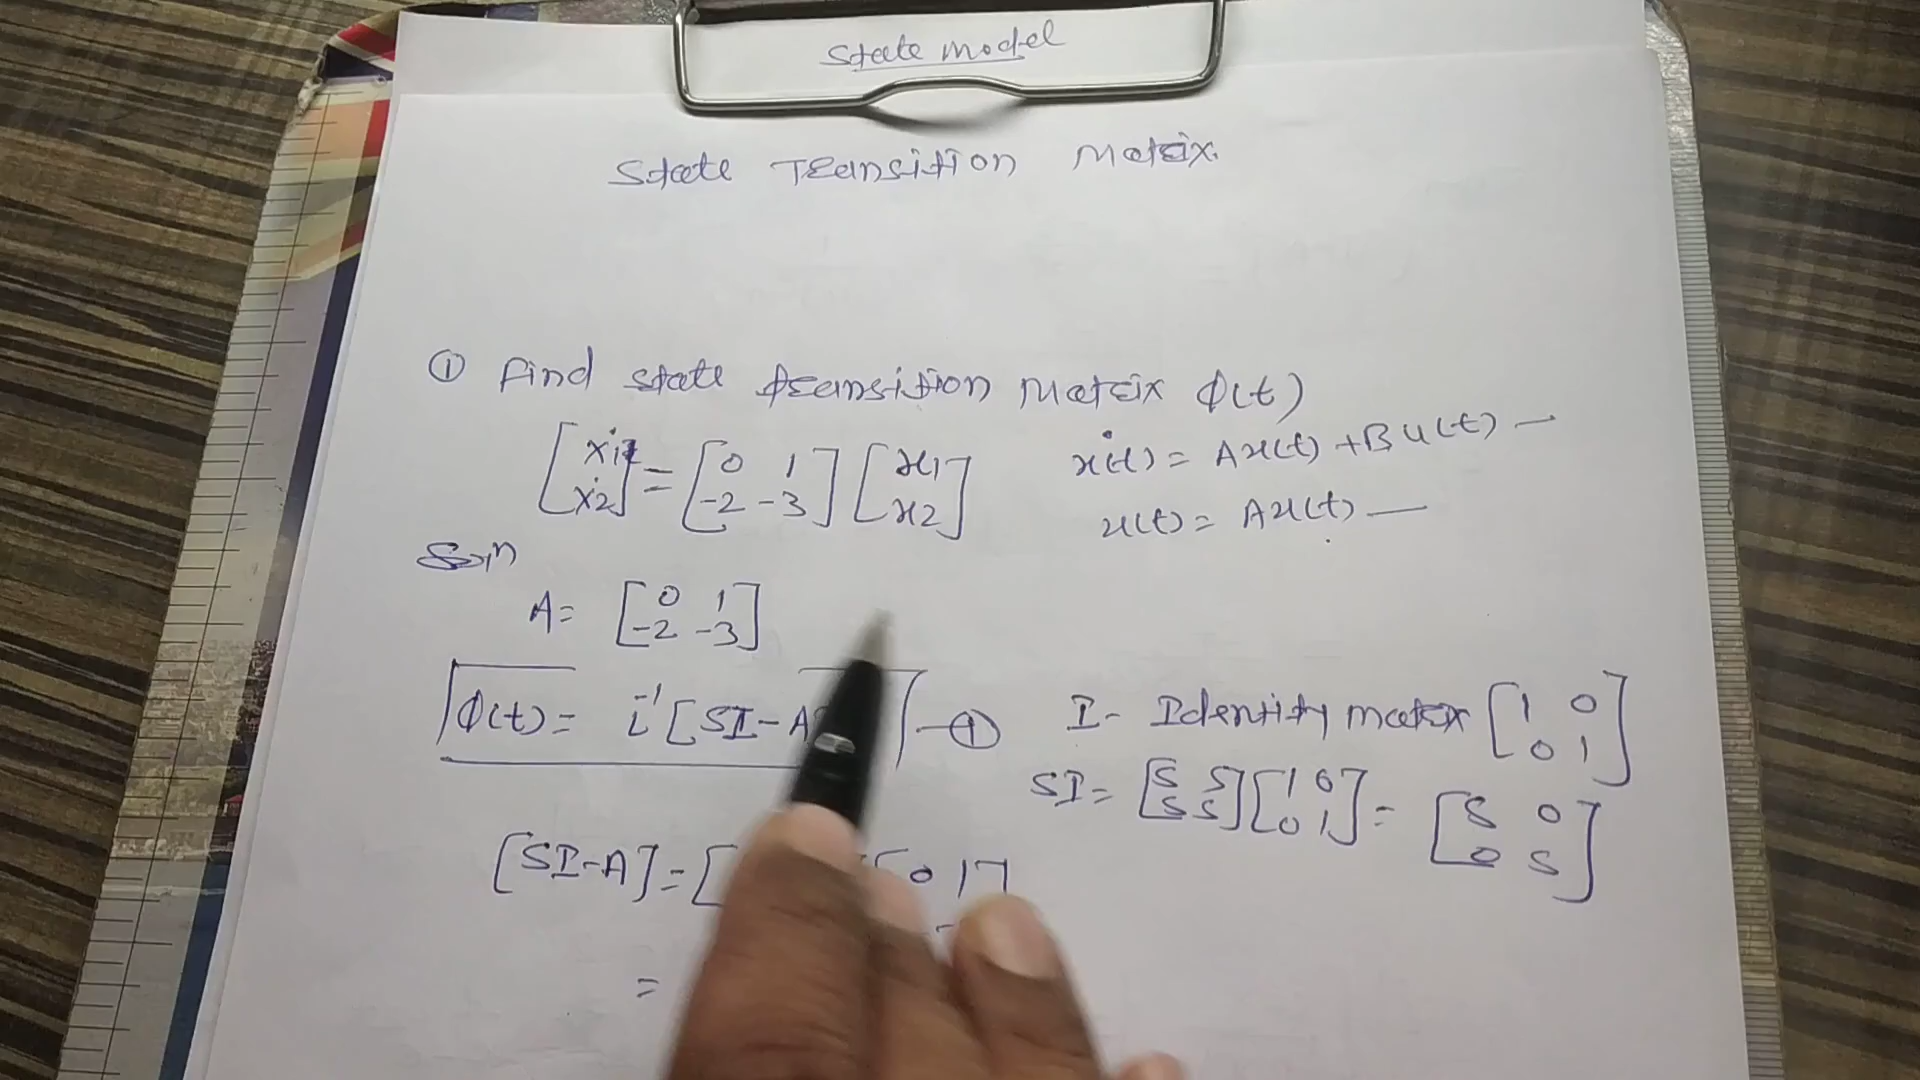 State model
State Transition Matrix.
① Find state transition Matrix ϕ(t)
[ẋ1 ẋ2] = [0 1 -2 -3] [x1 x2]
ẋ(t) = Ax(t) + Bu(t) —
x(t) = Ax(t) —
Soln
A = [0 1 -2 -3]
ϕ(t) = L⁻¹ [SI-A — ①
I - Identity matrix [1 0 0 1]
SI = [S S S S] [1 0 0 1] = [S 0 0 S]
[SI-A] = [ [0 1]
=